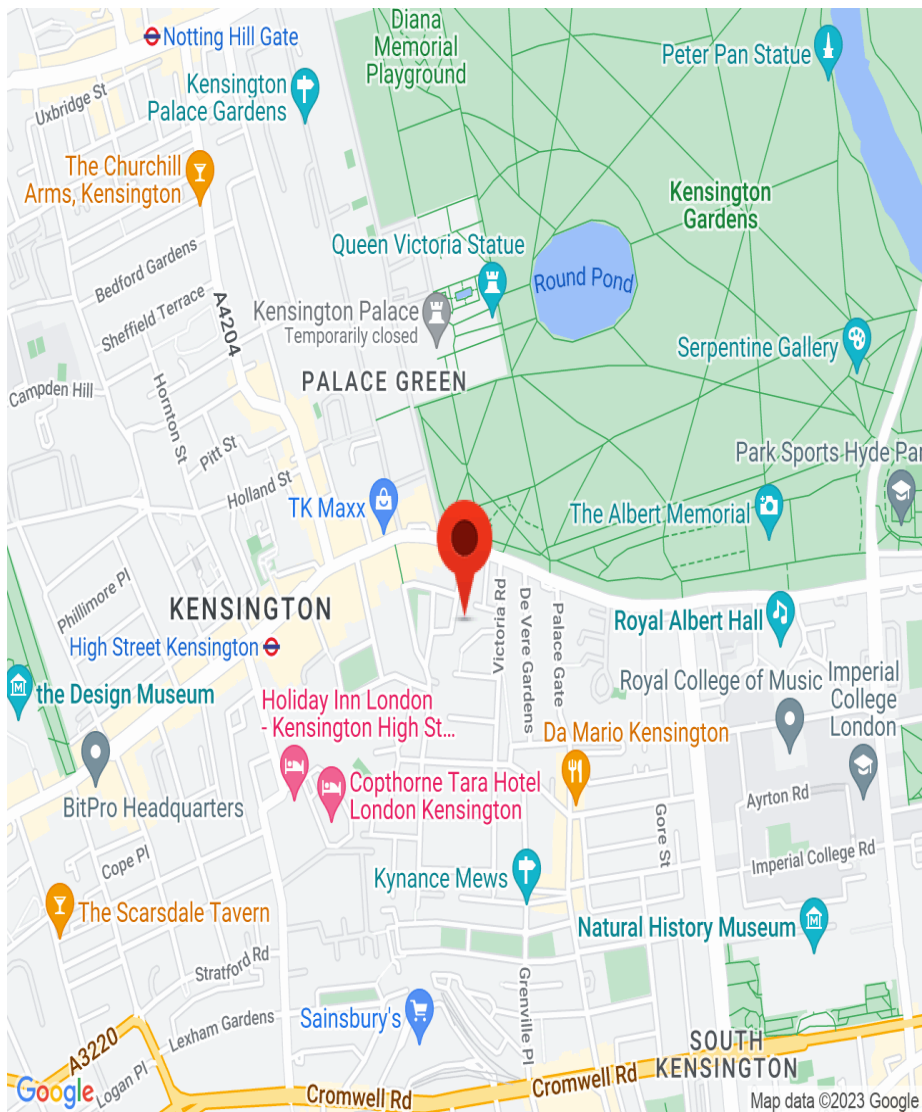 Diana
Memorial
Playground
Notting Hill Gate
Peter Pan Statue
Kensington
Palace Gardens
Uxbridge St
The Churchill
Arms, Kensington
Kensington
Gardens
Queen Victoria Statue
Bedford Gardens
Round Pond
Sheffield Terrace
A4204
Kensington Palace
Temporarily closed
Serpentine Gallery
PALACE GREEN
Campden Hill
Hornton St
Pitt St
Park Sports Hyde Par
Holland St
TK Maxx
The Albert Memorial
Phillimore Pl
KENSINGTON
Victoria Rd
De Vere Gardens
Palace Gate
Royal Albert Hall
High Street Kensington
Royal College of Music
Imperial
College
London
the Design Museum
Holiday Inn London
- Kensington High St...
Da Mario Kensington
Copthorne Tara Hotel
London Kensington
BitPro Headquarters
Ayrton Rd
Gore St
Cope Pl
Imperial College Rd
Kynance Mews
The Scarsdale Tavern
Natural History Museum
Stratford Rd
Grenville Pl
Lexham Gardens
Sainsbury's
A3220
SOUTH
KENSINGTON
Logan Pl
Cromwell Rd
Cromwell Rd
Google
Map data ©2023 Google